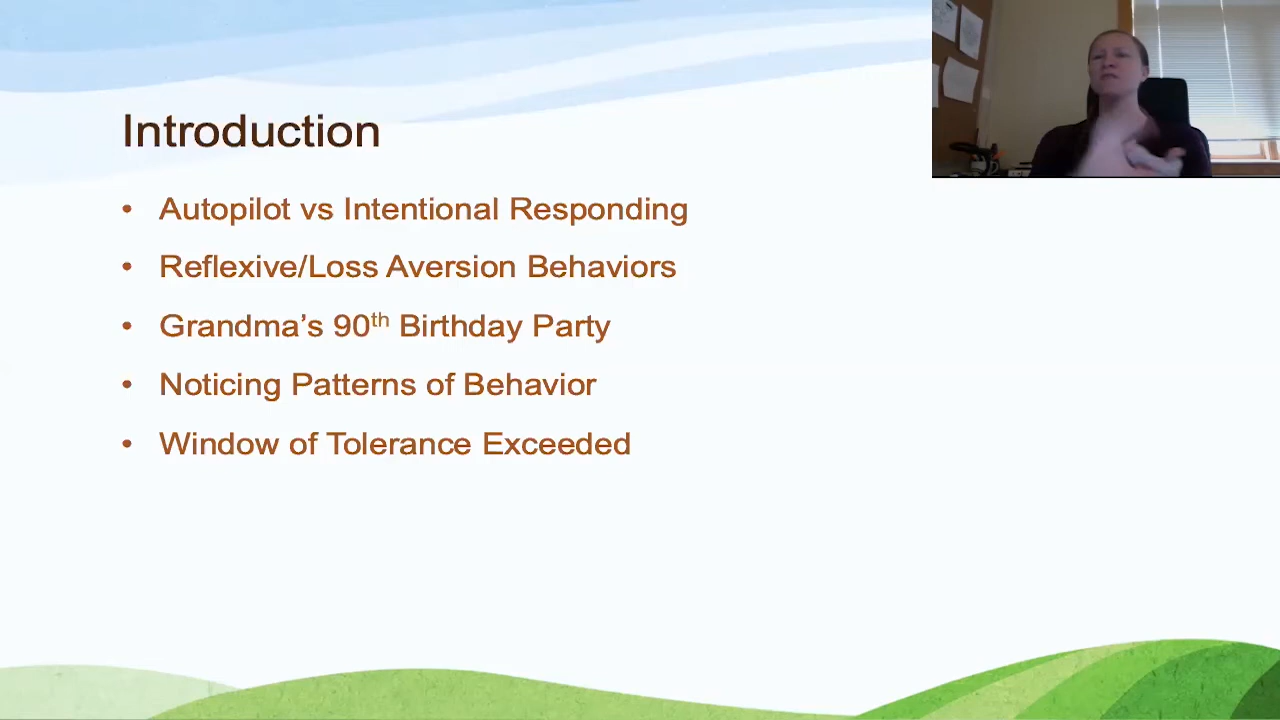 Introduction
• Autopilot vs Intentional Responding
• Reflexive/Loss Aversion Behaviors
• Grandma’s 90th Birthday Party
• Noticing Patterns of Behavior
• Window of Tolerance Exceeded